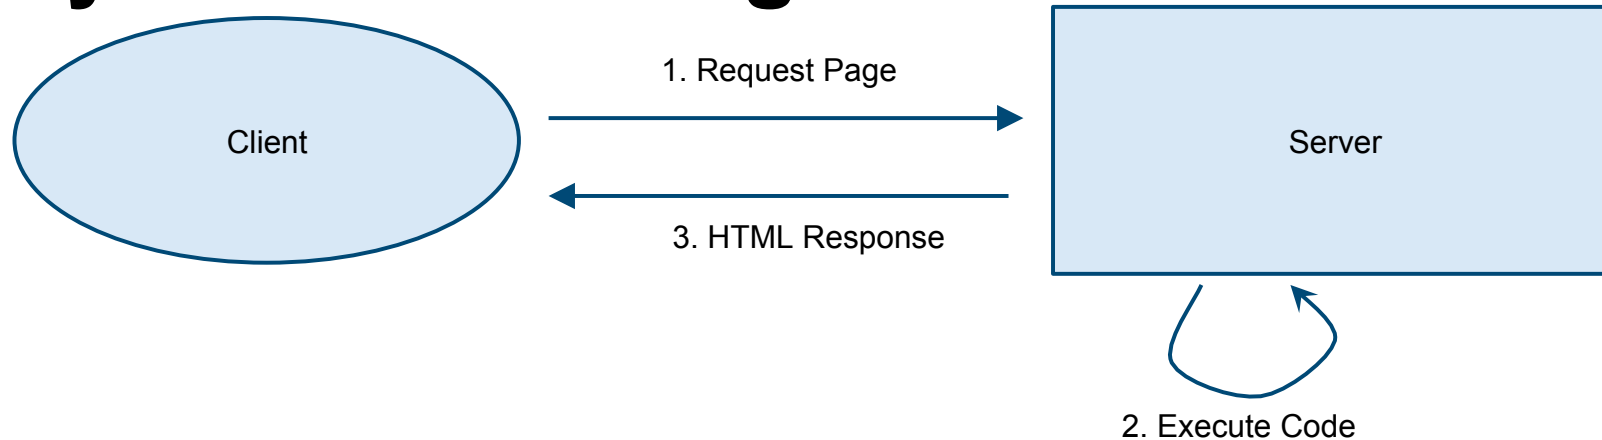 1. Request Page
Client
Server
3. HTML Response
2. Execute Code